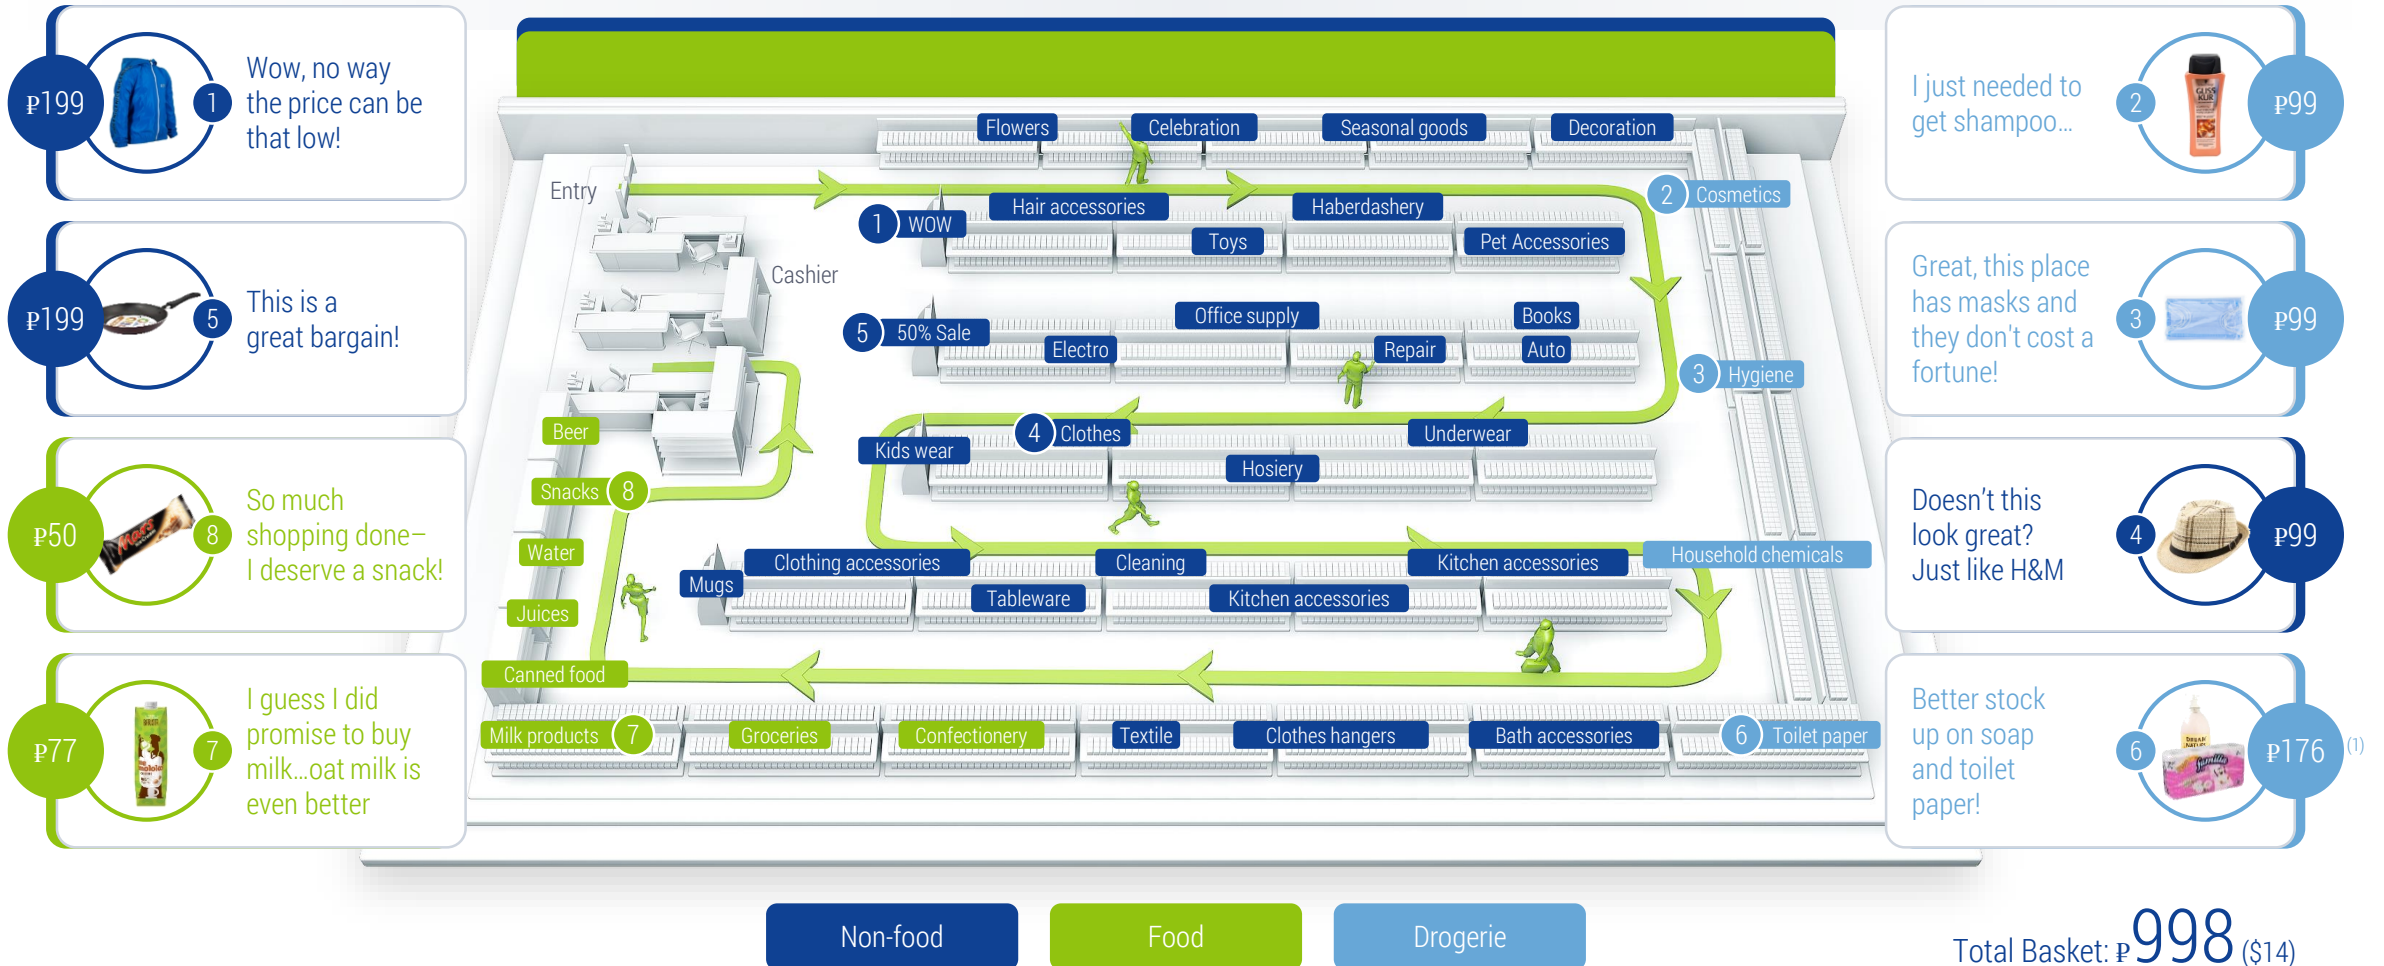 ₽199
1
Wow, no way
the price can be
that low!
₽199
5
This is a
great bargain!
₽50
8
So much
shopping done–
I deserve a snack!
₽77
7
I guess I did
promise to buy
milk...oat milk is
even better
Flowers
Celebration
Seasonal goods
Decoration
Entry
2 Cosmetics
Hair accessories
Haberdashery
1 WOW
Toys
Pet Accessories
Cashier
Office supply
Books
5 50% Sale
Electro
Repair
Auto
3 Hygiene
Beer
4 Clothes
Underwear
Kids wear
Hosiery
Snacks 8
Water
Clothing accessories
Cleaning
Kitchen accessories
Household chemicals
Mugs
Tableware
Kitchen accessories
Juices
Canned food
Milk products 7
Groceries
Confectionery
Textile
Clothes hangers
Bath accessories
6 Toilet paper
I just needed to
get shampoo...
2
GLISS
KUR
₽99
Great, this place
has masks and
they don't cost a
fortune!
3
₽99
Doesn't this
look great?
Just like H&M
4
₽99
Better stock
up on soap
and toilet
paper!
6
familia
₽176 (1)
Non-food
Food
Drogerie
Total Basket: ₽998 ($14)